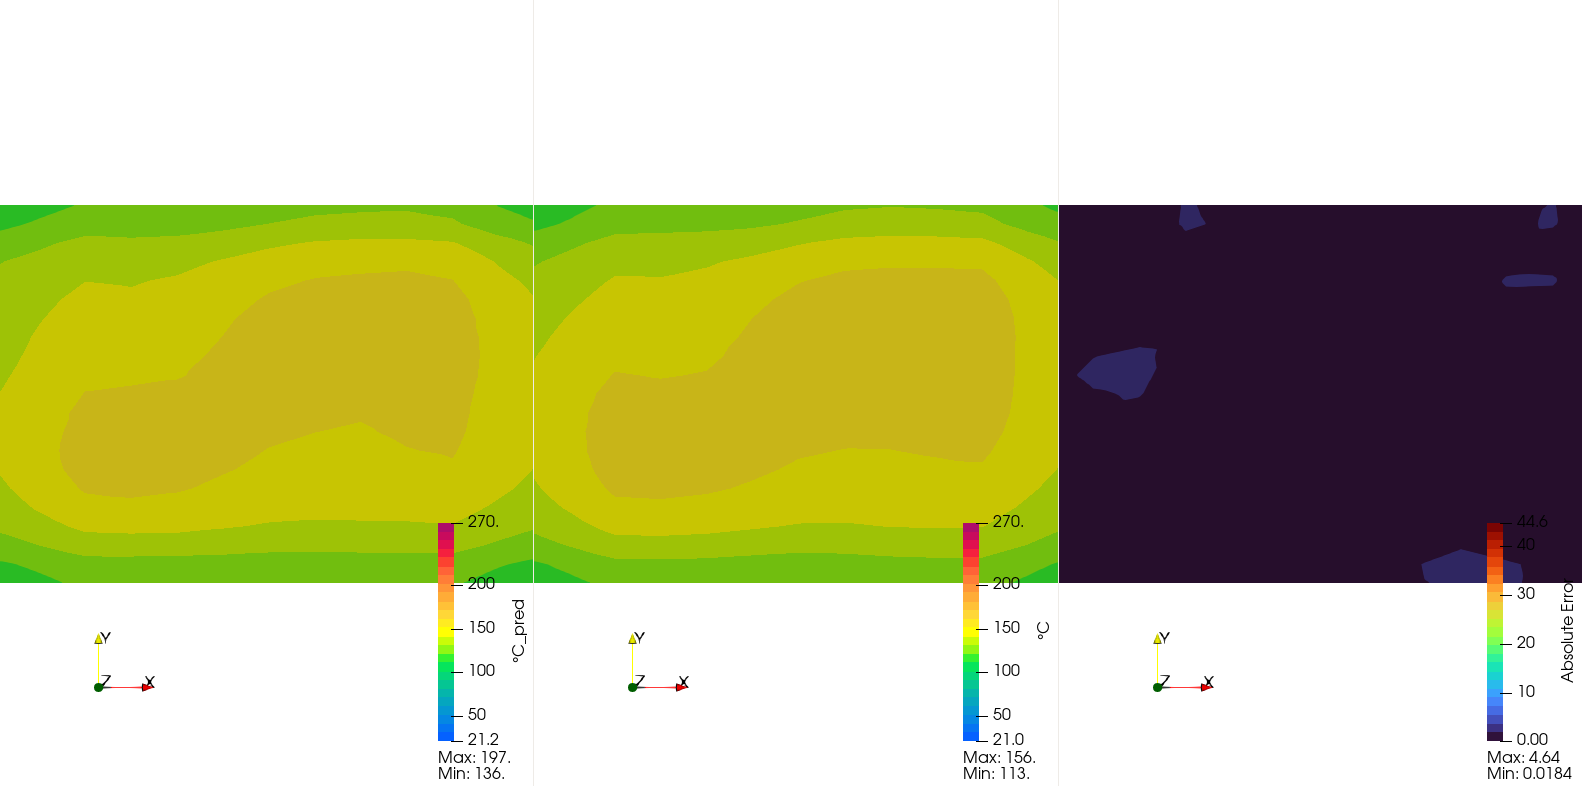 270.
200
150
100
50
21.2
°C_pred
Max: 197.
Min: 136.
Y
Z
X
270.
200
150
100
50
21.0
°C
Max: 156.
Min: 113.
Y
Z
X
44.6
40
30
20
10
0.00
Absolute Error
Max: 4.64
Min: 0.0184
Y
Z
X